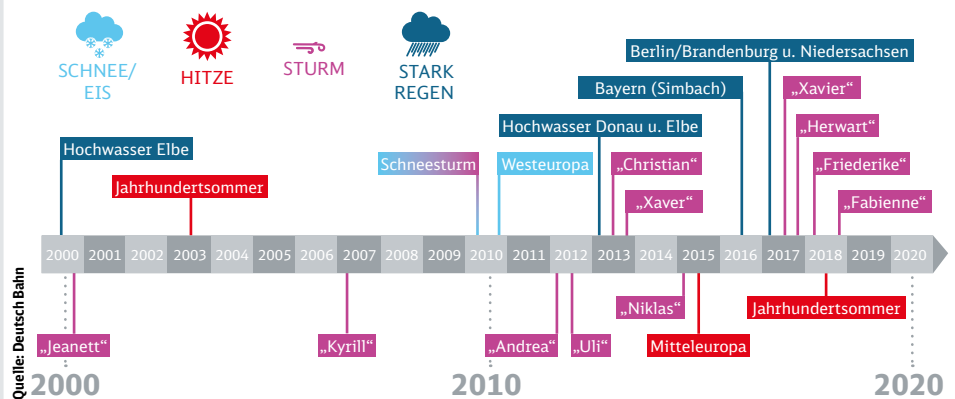 SCHNEE/
EIS
HITZE
STURM
STARK
REGEN
Berlin/Brandenburg u. Niedersachsen
Bayern (Simbach)
„Xavier“
Hochwasser Donau u. Elbe
„Herwart“
Hochwasser Elbe
Schneesturm
Westeuropa
„Christian“
„Friederike“
Jahrhundertsommer
„Xaver“
„Fabienne“
2000 2001 2002 2003 2004 2005 2006 2007 2008 2009 2010 2011 2012 2013 2014 2015 2016 2017 2018 2019 2020
„Niklas“
Jahrhundertsommer
„Jeanett“
„Kyrill“
„Andrea“
„Uli“
Mitteleuropa
2000
2010
2020
Quelle: Deutsch Bahn